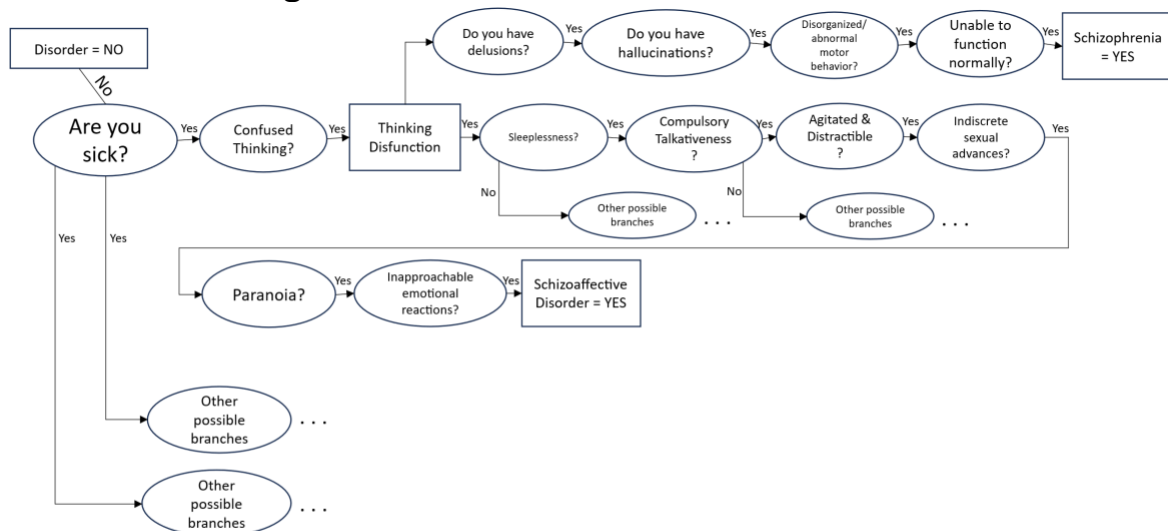 Disorder = NO
No
Are you
sick?
Yes
Confused
Thinking?
Yes
Thinking
Disfunction
Do you have
delusions?
Yes
Do you have
hallucinations?
Yes
Disorganized/
abnormal
motor
behavior?
Yes
Unable to
function
normally?
Yes
Schizophrenia
= YES
Yes
Sleeplessness?
Yes
Compulsory
Talkativeness
?
Yes
Agitated &
Distractible
?
Yes
Indiscrete
sexual
advances?
Yes
No
Other possible
branches
. . .
No
Other possible
branches
. . .
Yes
Yes
Paranoia?
Yes
Inapproachable
emotional
reactions?
Yes
Schizoaffective
Disorder = YES
Other
possible
branches
. . .
Other
possible
branches
. . .